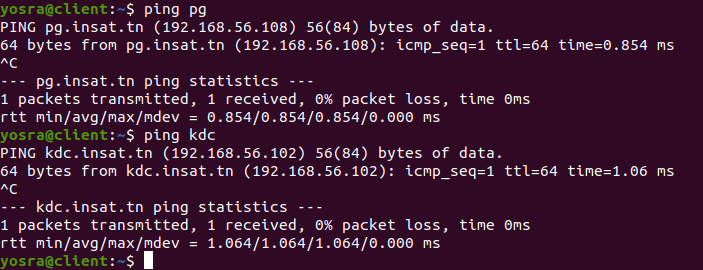 yosra@client:~$ ping pg
PING pg.insat.tn (192.168.56.108) 56(84) bytes of data.
64 bytes from pg.insat.tn (192.168.56.108): icmp_seq=1 ttl=64 time=0.854 ms
^C
--- pg.insat.tn ping statistics ---
1 packets transmitted, 1 received, 0% packet loss, time 0ms
rtt min/avg/max/mdev = 0.854/0.854/0.854/0.000 ms
yosra@client:~$ ping kdc
PING kdc.insat.tn (192.168.56.102) 56(84) bytes of data.
64 bytes from kdc.insat.tn (192.168.56.102): icmp_seq=1 ttl=64 time=1.06 ms
^C
--- kdc.insat.tn ping statistics ---
1 packets transmitted, 1 received, 0% packet loss, time 0ms
rtt min/avg/max/mdev = 1.064/1.064/1.064/0.000 ms
yosra@client:~$